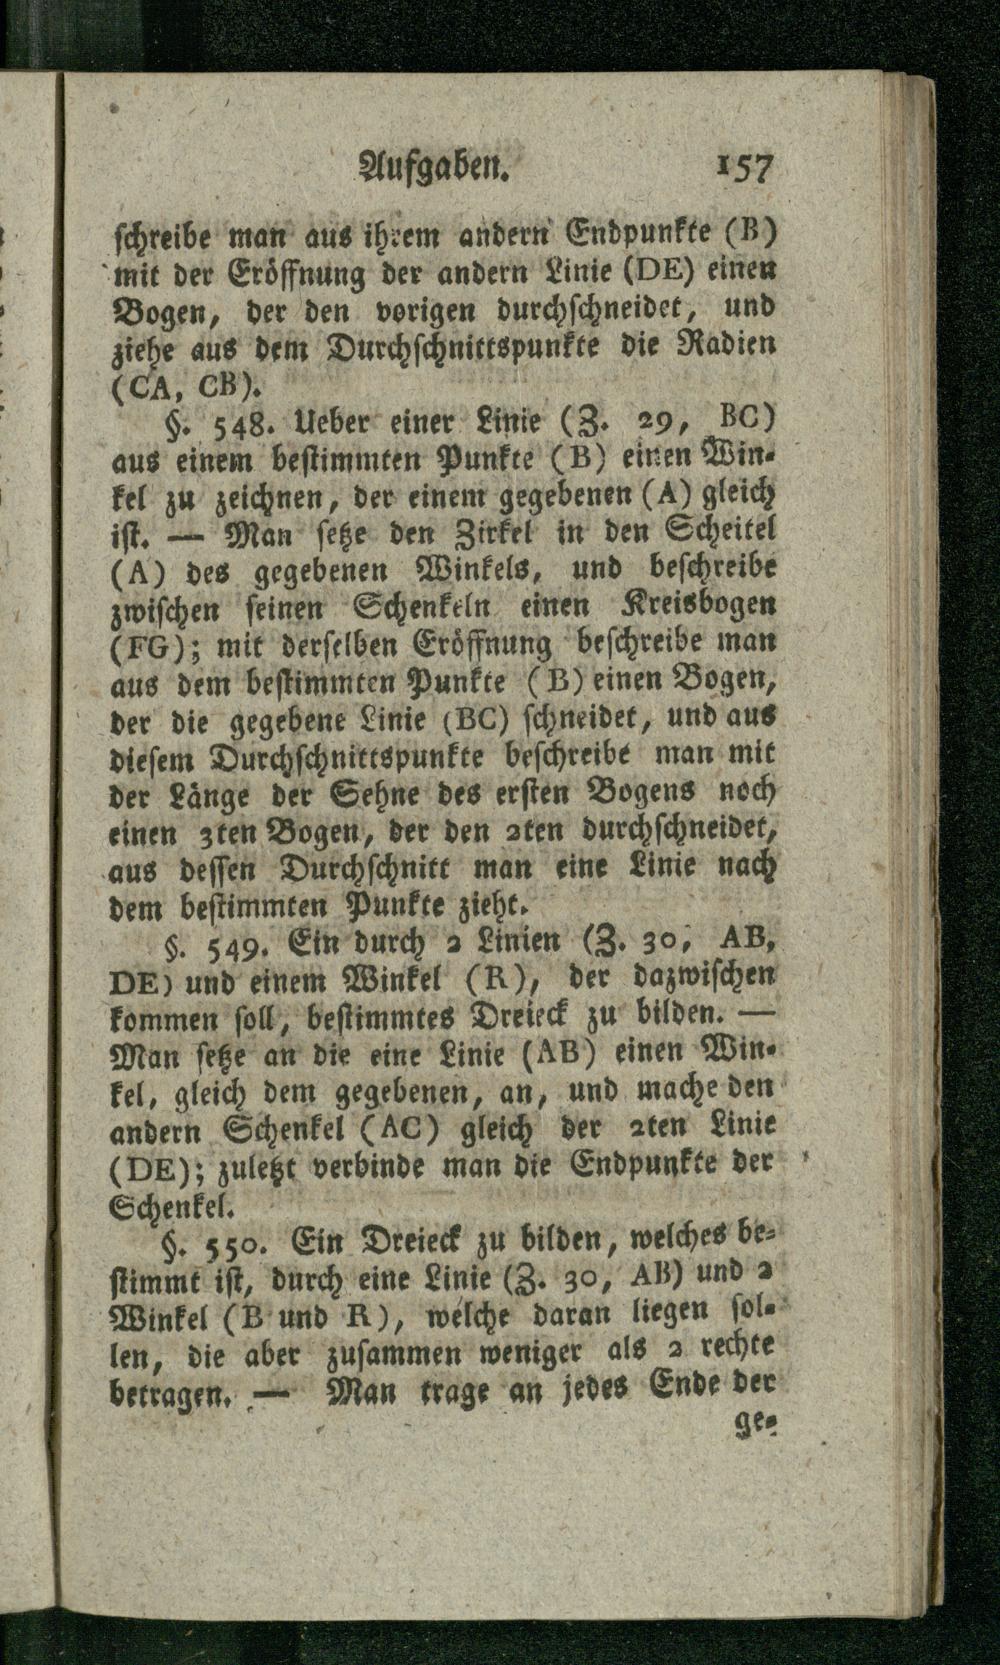 Aufgaben. 157
schreibe man aus ihrem andern Endpunkte (B)
mit der Eröffnung der andern Linie (DE) einen
Bogen, der den vorigen durchschneidet, und
ziehe aus dem Durchschnittspunkte die Radien
(CA, CB).
§. 548. Ueber einer Linie (Z. 29, BC)
aus einem bestimmten Punkte (B) einen Win-
kel zu zeichnen, der einem gegebenen (A) gleich
ist. — Man setze den Zirkel in den Scheitel
(A) des gegebenen Winkels, und beschreibe
zwischen seinen Schenkeln einen Kreisbogen
(FG); mit derselben Eröffnung beschreibe man
aus dem bestimmten Punkte (B) einen Bogen,
der die gegebene Linie (BC) schneidet, und aus
diesem Durchschnittspunkte beschreibe man mit
der Länge der Sehne des ersten Bogens noch
einen 3ten Bogen, der den 2ten durchschneidet,
aus dessen Durchschnitt man eine Linie nach
dem bestimmten Punkte zieht.
§. 549. Ein durch 2 Linien (Z. 30, AB,
DE) und einem Winkel (R), der dazwischen
kommen soll, bestimmtes Dreieck zu bilden. —
Man setze an die eine Linie (AB) einen Win-
kel, gleich dem gegebenen, an, und mache den
andern Schenkel (AC) gleich der 2ten Linie
(DE); zuletzt verbinde man die Endpunkte der
Schenkel.
§. 550. Ein Dreieck zu bilden, welches be-
stimmt ist, durch eine Linie (Z. 30, AB) und 2
Winkel (B und R), welche daran liegen sol-
len, die aber zusammen weniger als 2 rechte
betragen. — Man trage an jedes Ende der
ge-